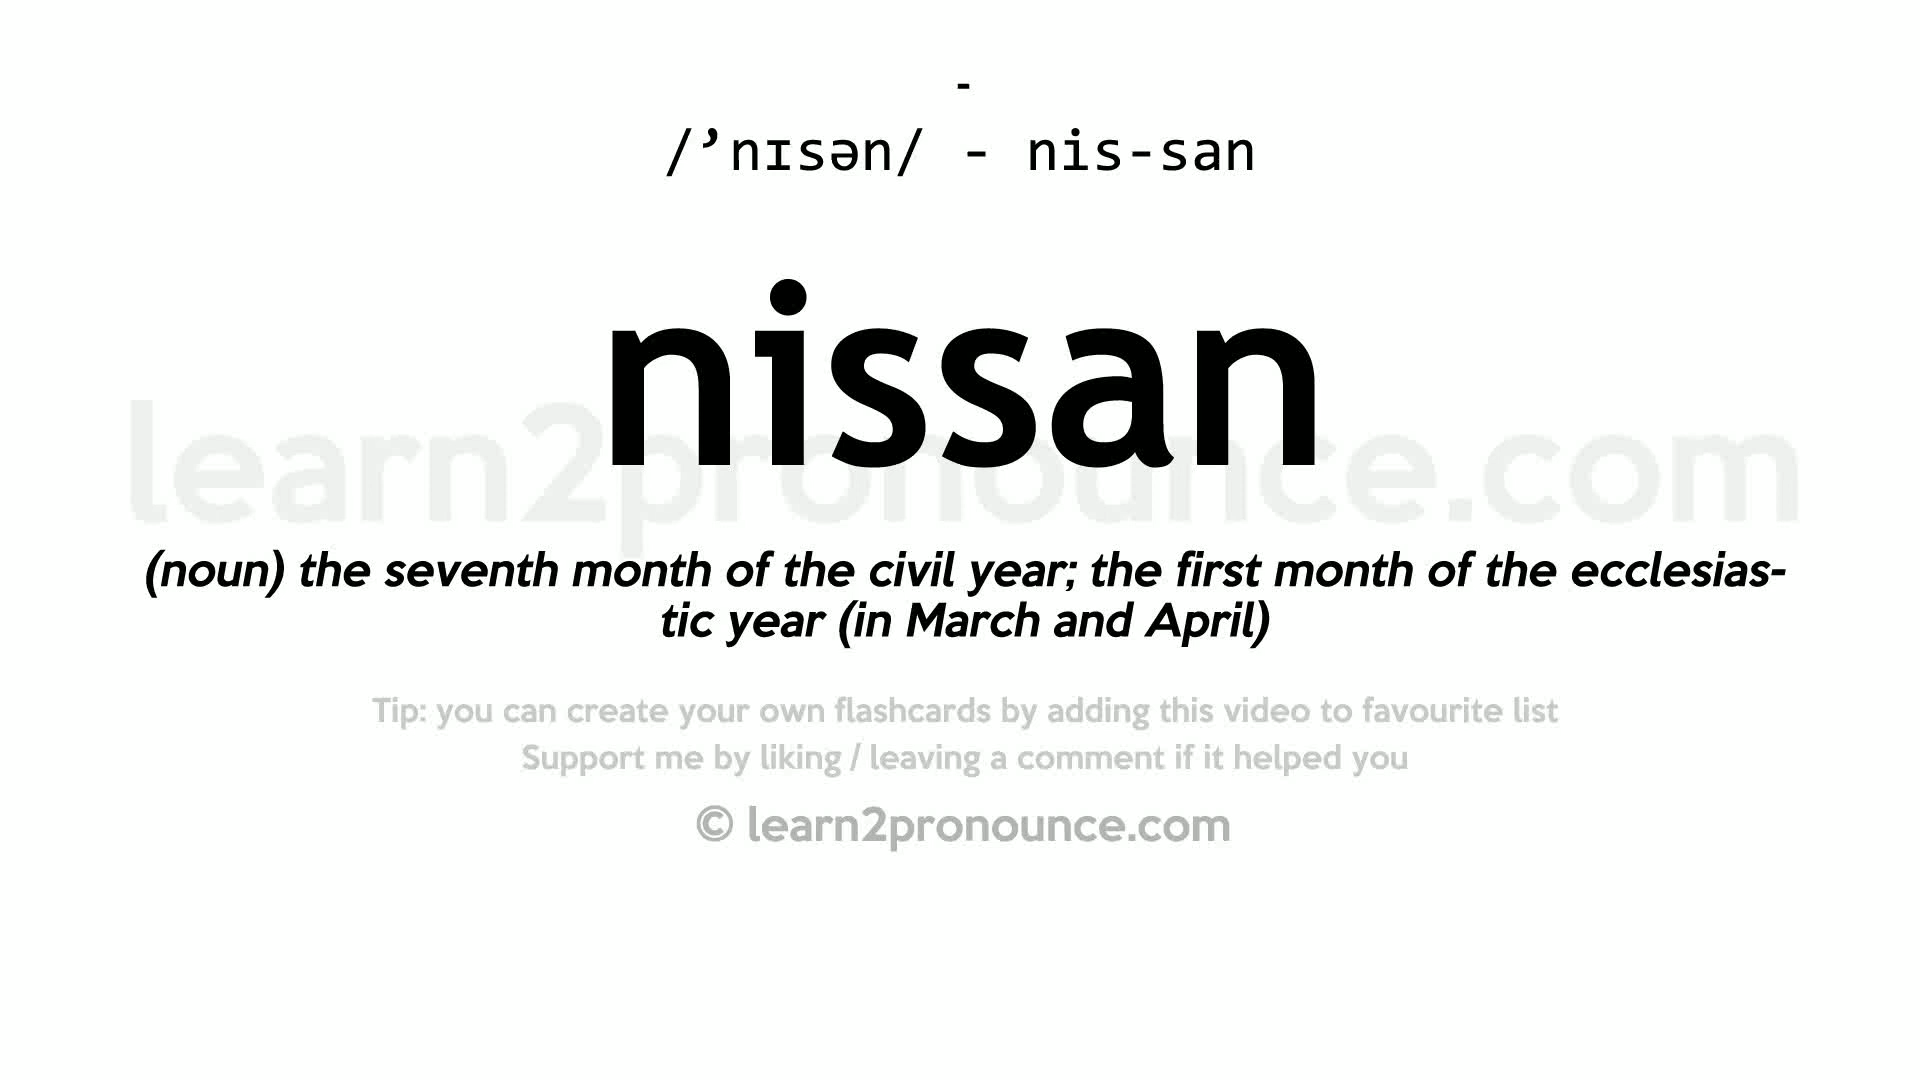 -
/’nɪsən/ - nis-san
nissan
learn2pronounce.com
(noun) the seventh month of the civil year; the first month of the ecclesias-
tic year (in March and April)
Tip: you can create your own flashcards by adding this video to favourite list
Support me by liking / leaving a comment if it helped you
© learn2pronounce.com